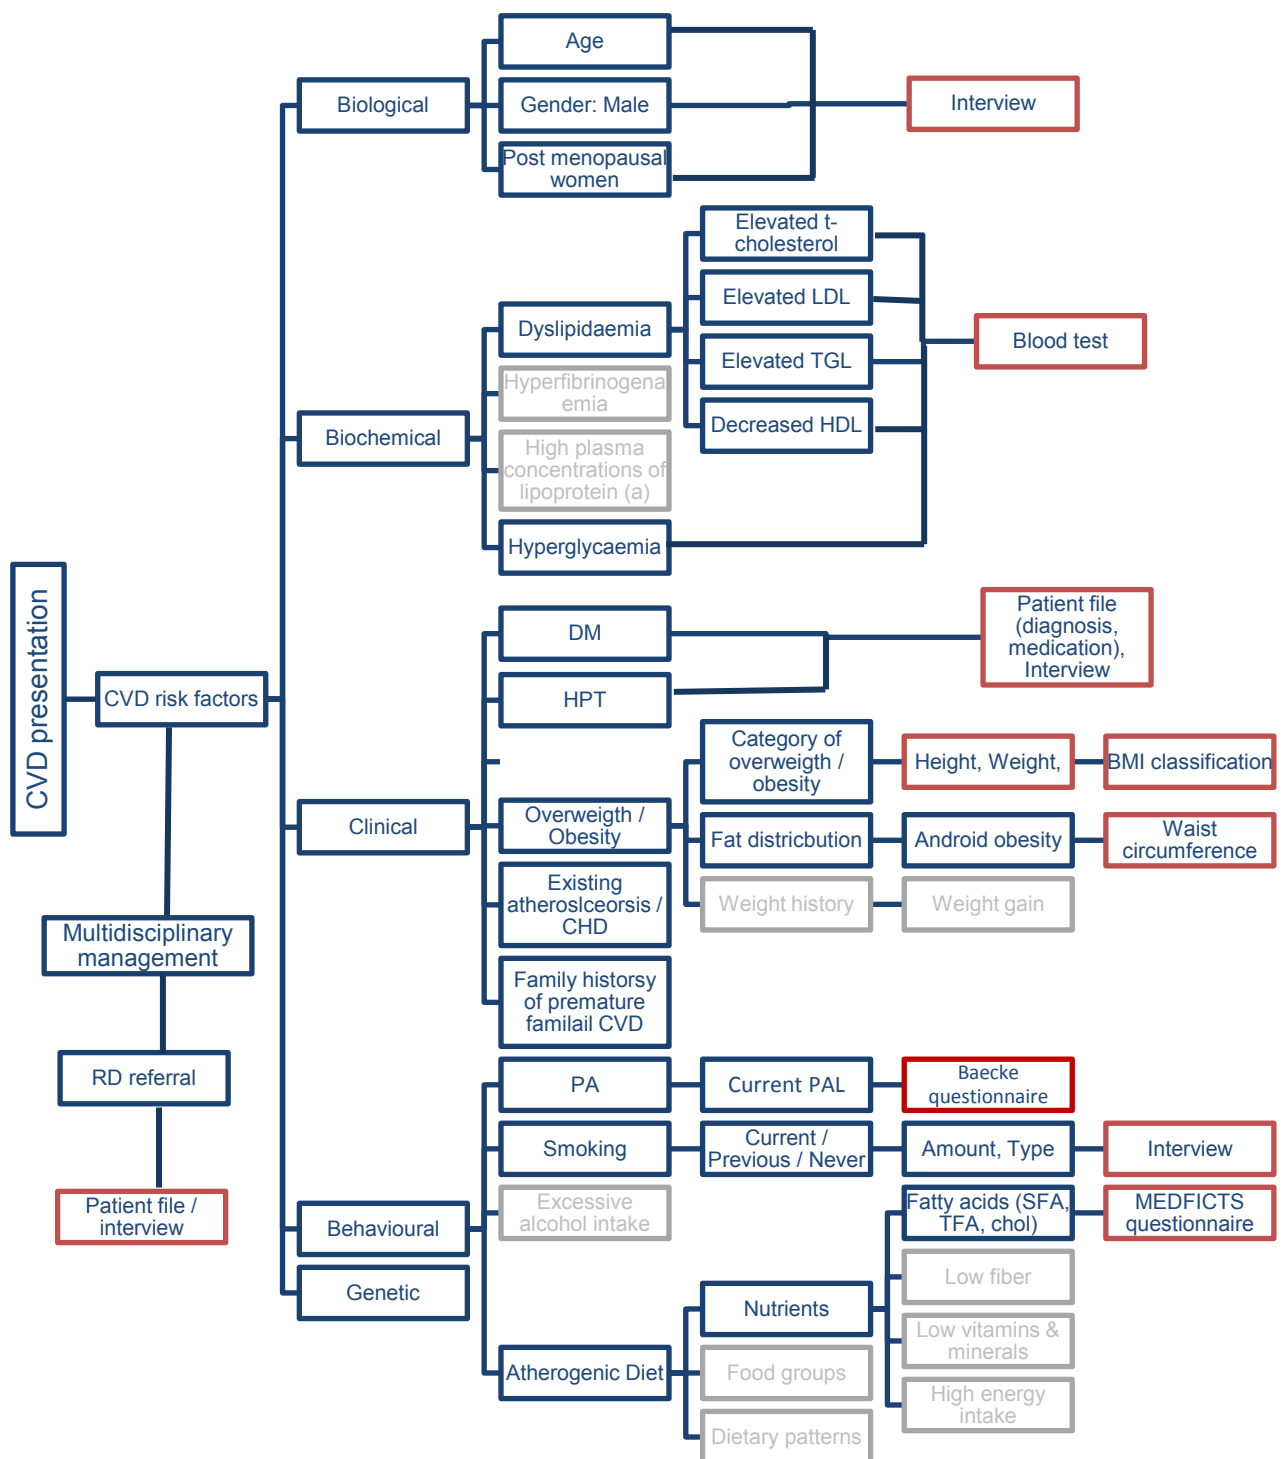 CVD presentation
CVD risk factors
Multidisciplinary
management
RD referral
Patient file /
interview
Biological
Age
Gender: Male
Post menopausal
women
Interview
Biochemical
Dyslipidaemia
Elevated t-
cholesterol
Elevated LDL
Elevated TGL
Decreased HDL
Blood test
Hyperfibrinogena
emia
High plasma
concentrations of
lipoprotein (a)
Hyperglycaemia
Clinical
DM
HPT
Patient file
(diagnosis,
medication),
Interview
Overweigth /
Obesity
Category of
overweigth /
obesity
Height, Weight,
BMI classification
Fat districbution
Android obesity
Waist
circumference
Weight history
Weight gain
Existing
atheroslceorsis /
CHD
Family historsy
of premature
familail CVD
Behavioural
PA
Current PAL
Baecke
questionnaire
Smoking
Current /
Previous / Never
Amount, Type
Interview
Excessive
alcohol intake
Atherogenic Diet
Nutrients
Fatty acids (SFA,
TFA, chol)
MEDFICTS
questionnaire
Low fiber
Low vitamins &
minerals
High energy
intake
Food groups
Dietary patterns
Genetic